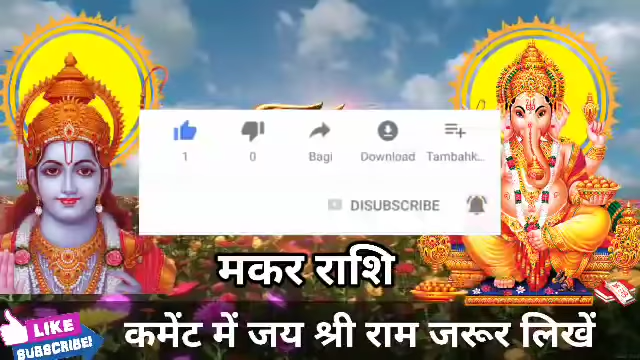 1
0
Bagi
Download
Tambahk...
DISUBSCRIBE
मकर राशि
LIKE
SUBSCRIBE!
कमेंट में जय श्री राम जरूर लिखें